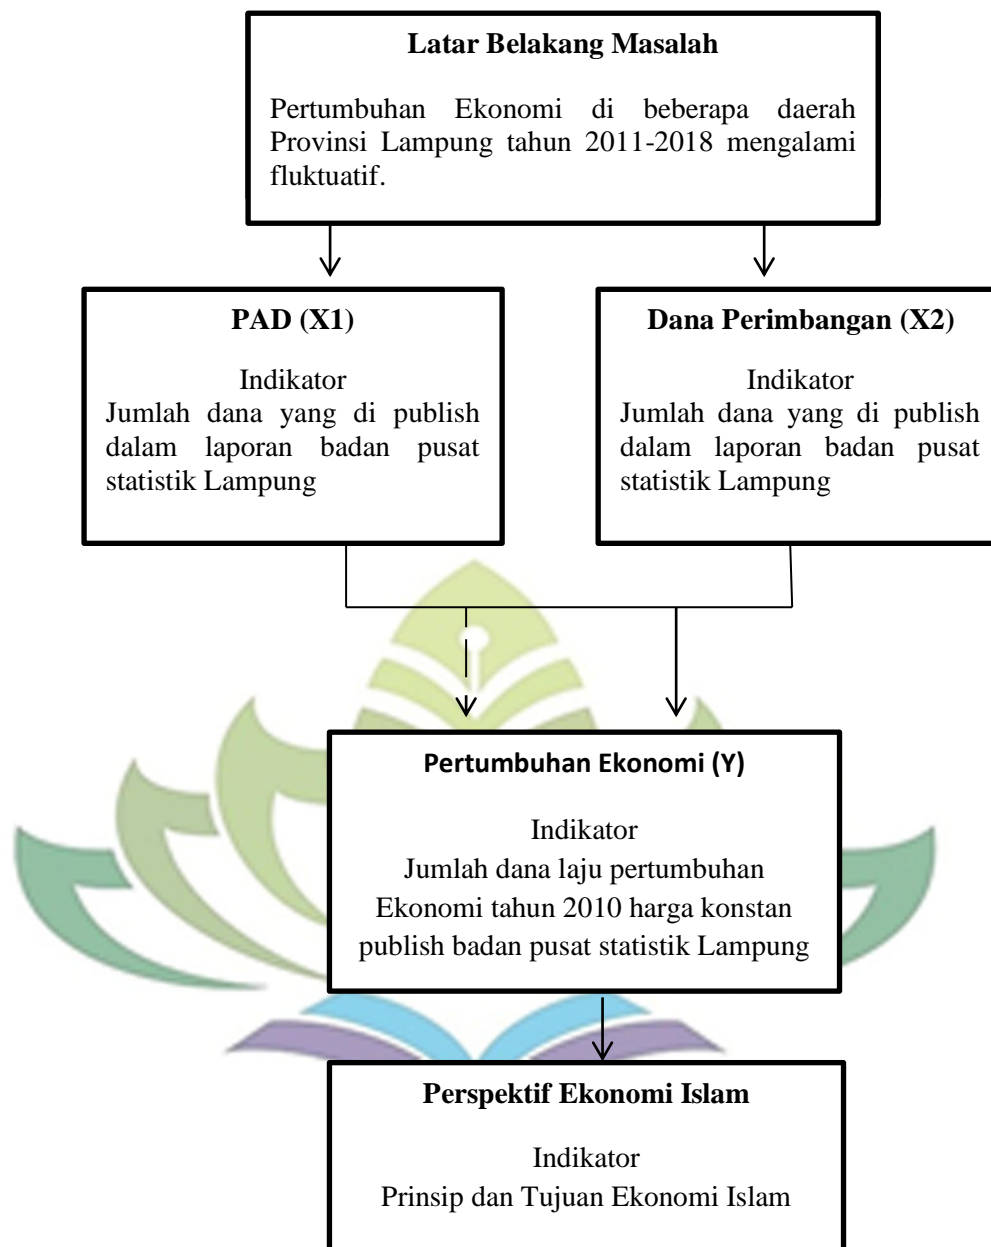 Latar Belakang Masalah
Pertumbuhan Ekonomi di beberapa daerah
Provinsi Lampung tahun 2011-2018 mengalami
fluktuatif.
PAD (X1)
Indikator
Jumlah dana yang di publish
dalam laporan badan pusat
statistik Lampung
Dana Perimbangan (X2)
Indikator
Jumlah dana yang di publish
dalam laporan badan pusat
statistik Lampung
Pertumbuhan Ekonomi (Y)
Indikator
Jumlah dana laju pertumbuhan
Ekonomi tahun 2010 harga konstan
publish badan pusat statistik Lampung
Perspektif Ekonomi Islam
Indikator
Prinsip dan Tujuan Ekonomi Islam